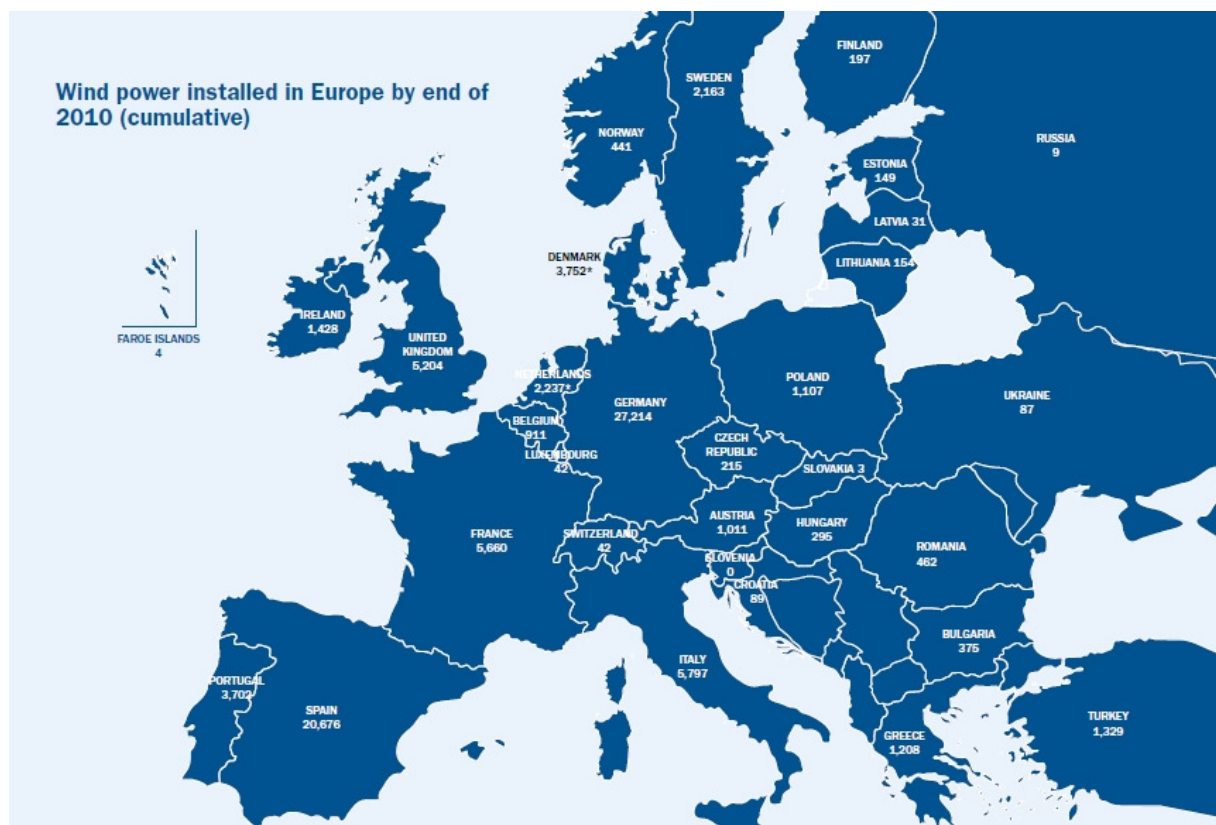 Wind power installed in Europe by end of
2010 (cumulative)
FINLAND
197
SWEDEN
2,163
NORWAY
441
RUSSIA
9
ESTONIA
149
LATVIA 31
LITHUANIA 154
DENMARK
3,752*
FAROE ISLANDS
4
IRELAND
1,428
UNITED
KINGDOM
5,204
NETHERLANDS
2,237*
BELGIUM
911
LUXEMBOURG
42
GERMANY
27,214
POLAND
1,107
UKRAINE
87
CZECH
REPUBLIC
215
SLOVAKIA 3
FRANCE
5,660
SWITZERLAND
42
AUSTRIA
1,011
HUNGARY
295
ROMANIA
462
SLOVENIA
0
CROATIA
89
BULGARIA
375
ITALY
5,797
PORTUGAL
3,702
SPAIN
20,676
GREECE
1,208
TURKEY
1,329